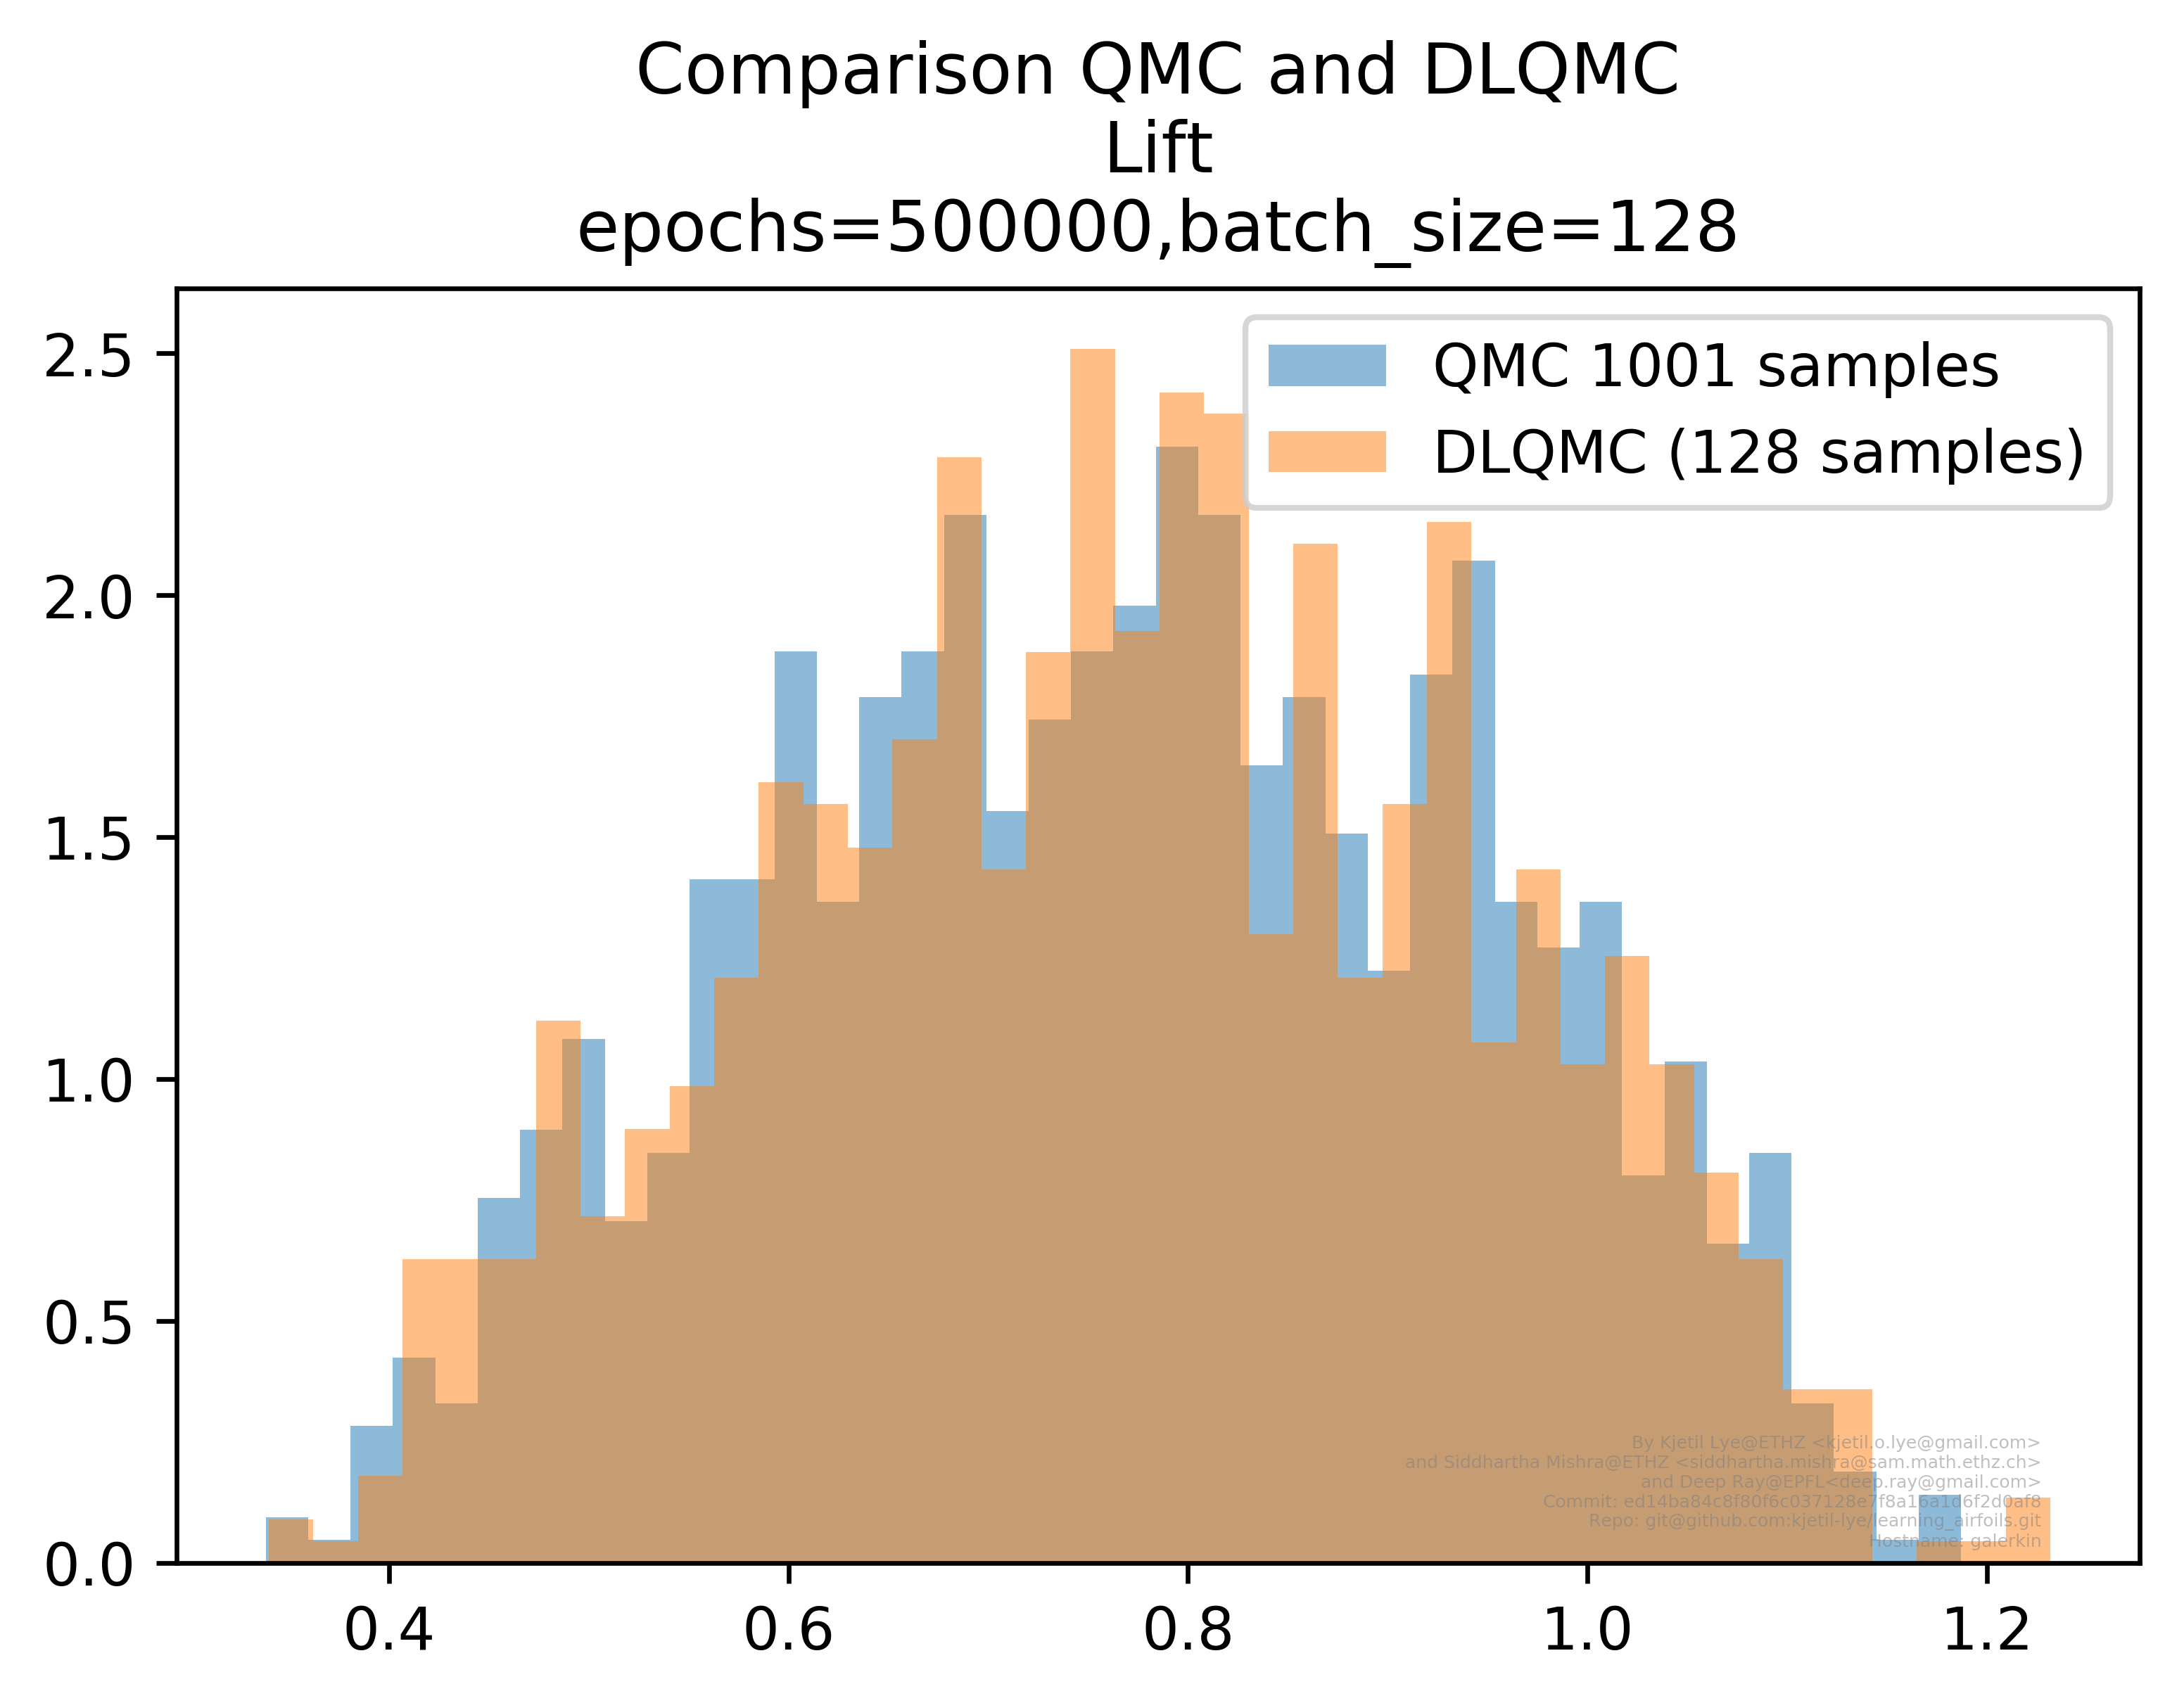 Comparison QMC and DLQMC
Lift
epochs=500000,batch_size=128
QMC 1001 samples
DLQMC (128 samples)
2.5
2.0
1.5
1.0
0.5
0.0
0.4 0.6 0.8 1.0 1.2
By Kjetil Lye@ETHZ <kjetil.o.lye@gmail.com>
and Siddhartha Mishra@ETHZ <siddhartha.mishra@sam.math.ethz.ch>
and Deep Ray@EPFL<deep.ray@gmail.com>
Commit: ed14ba84c8f80f6c037128e7f8a16a1d6f2d0af8
Repo: git@github.com:kjetil-lye/learning_airfoils.git
Hostname: galerkin